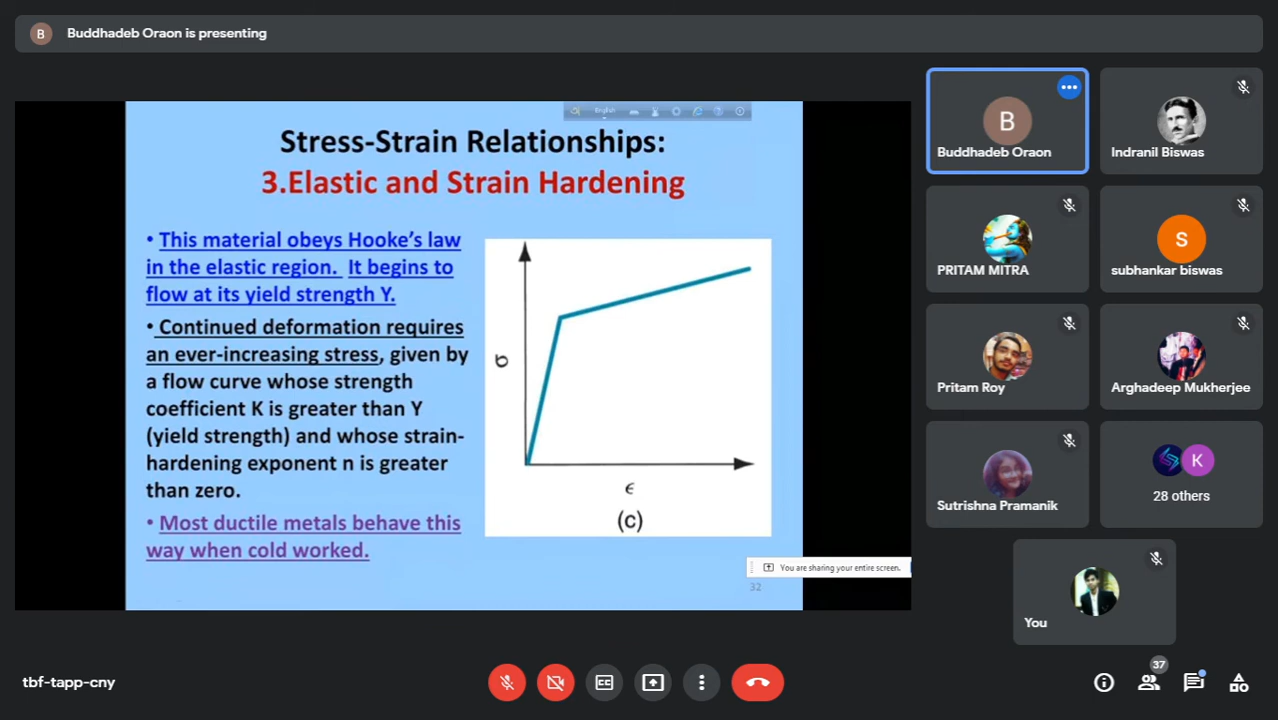 B
Buddhadeb Oraon is presenting
English
Stress-Strain Relationships:
3.Elastic and Strain Hardening
• This material obeys Hooke's law
in the elastic region. It begins to
flow at its yield strength Y.
• Continued deformation requires
an ever-increasing stress, given by
a flow curve whose strength
coefficient K is greater than Y
(yield strength) and whose strain-
hardening exponent n is greater
than zero.
• Most ductile metals behave this
way when cold worked.
σ
ϵ
(c)
You are sharing your entire screen.
32
B
Buddhadeb Oraon
Indranil Biswas
PRITAM MITRA
S
subhankar biswas
Pritam Roy
Arghadeep Mukherjee
Sutrishna Pramanik
K
28 others
You
tbf-tapp-cny
CC
37